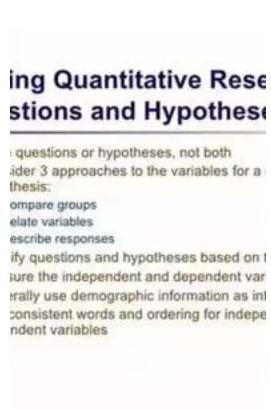 ing Quantitative Rese
stions and Hypothese
questions or hypotheses, not both
ider 3 approaches to the variables for a
thesis:
ompare groups
elate variables
escribe responses
ify questions and hypotheses based on t
sure the independent and dependent var
erally use demographic information as int
consistent words and ordering for indepe
ndent variables